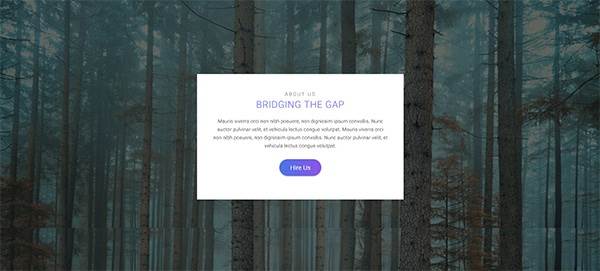 ABOUT US
BRIDGING THE GAP
Mauris viverra orci non nibh posuere, non dignissim ipsum convallis. Nunc
auctor pulvinar velit, et vehicula lectus congue volutpat. Mauris viverra orci
non nibh posuere, non dignissim ipsum convallis. Nunc auctor pulvinar velit, et
vehicula lectus congue volutpat.
Hire Us